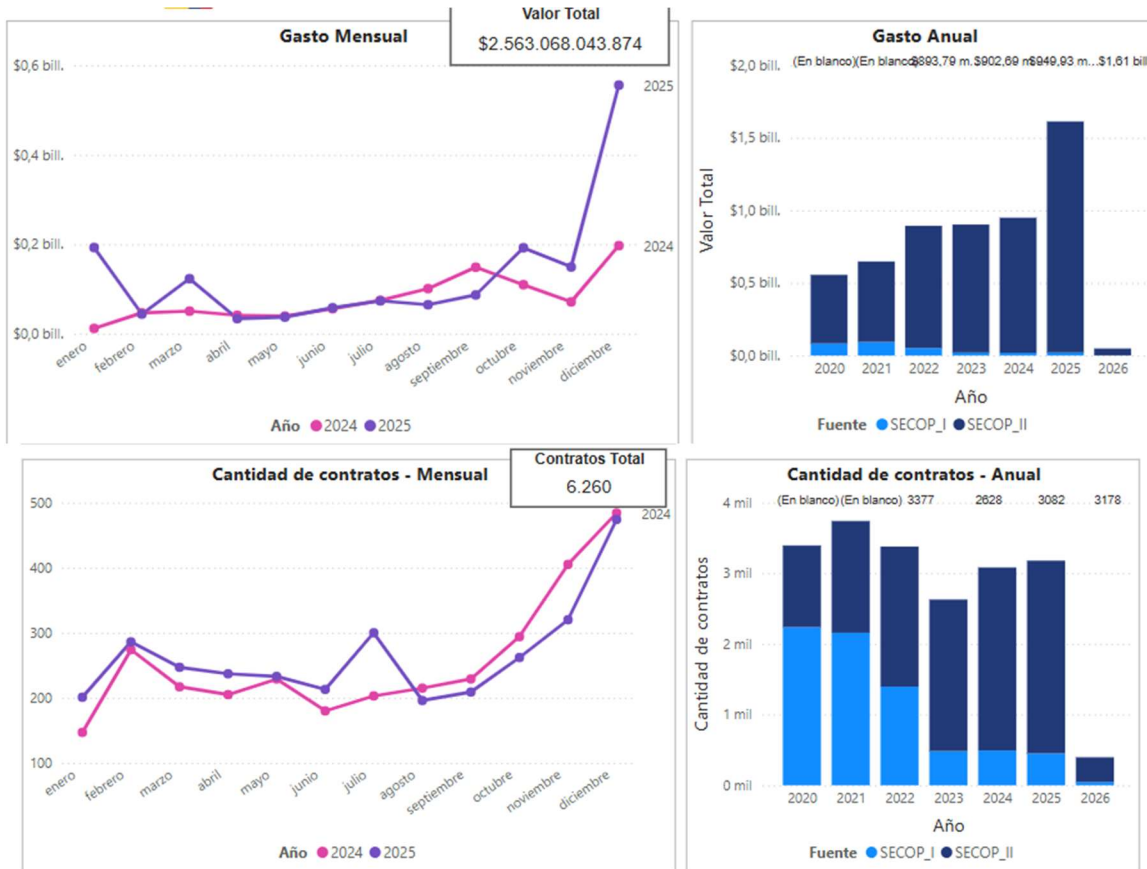 Valor Total
$2.563.068.043.874
Gasto Mensual
$0,6 bill.
$0,4 bill.
$0,2 bill.
$0,0 bill.
2025
2024
enero
febrero
marzo
abril
mayo
junio
julio
agosto
septiembre
octubre
noviembre
diciembre
Año 2024 2025
Gasto Anual
(En blanco) (En blanco) $893,79 m. $902,69 m $949,93 m... $1,61 bill
$2,0 bill.
$1,5 bill.
$1,0 bill.
$0,5 bill.
$0,0 bill.
Valor Total
2020 2021 2022 2023 2024 2025 2026
Año
Fuente SECOP_I SECOP_II
Cantidad de contratos - Mensual
Contratos Total
6.260
500
400
300
200
100
2024
enero
febrero
marzo
abril
mayo
junio
julio
agosto
septiembre
octubre
noviembre
diciembre
Año 2024 2025
Cantidad de contratos - Anual
(En blanco) (En blanco) 3377 2628 3082 3178
4 mil
3 mil
2 mil
1 mil
0 mil
Cantidad de contratos
2020 2021 2022 2023 2024 2025 2026
Año
Fuente SECOP_I SECOP_II